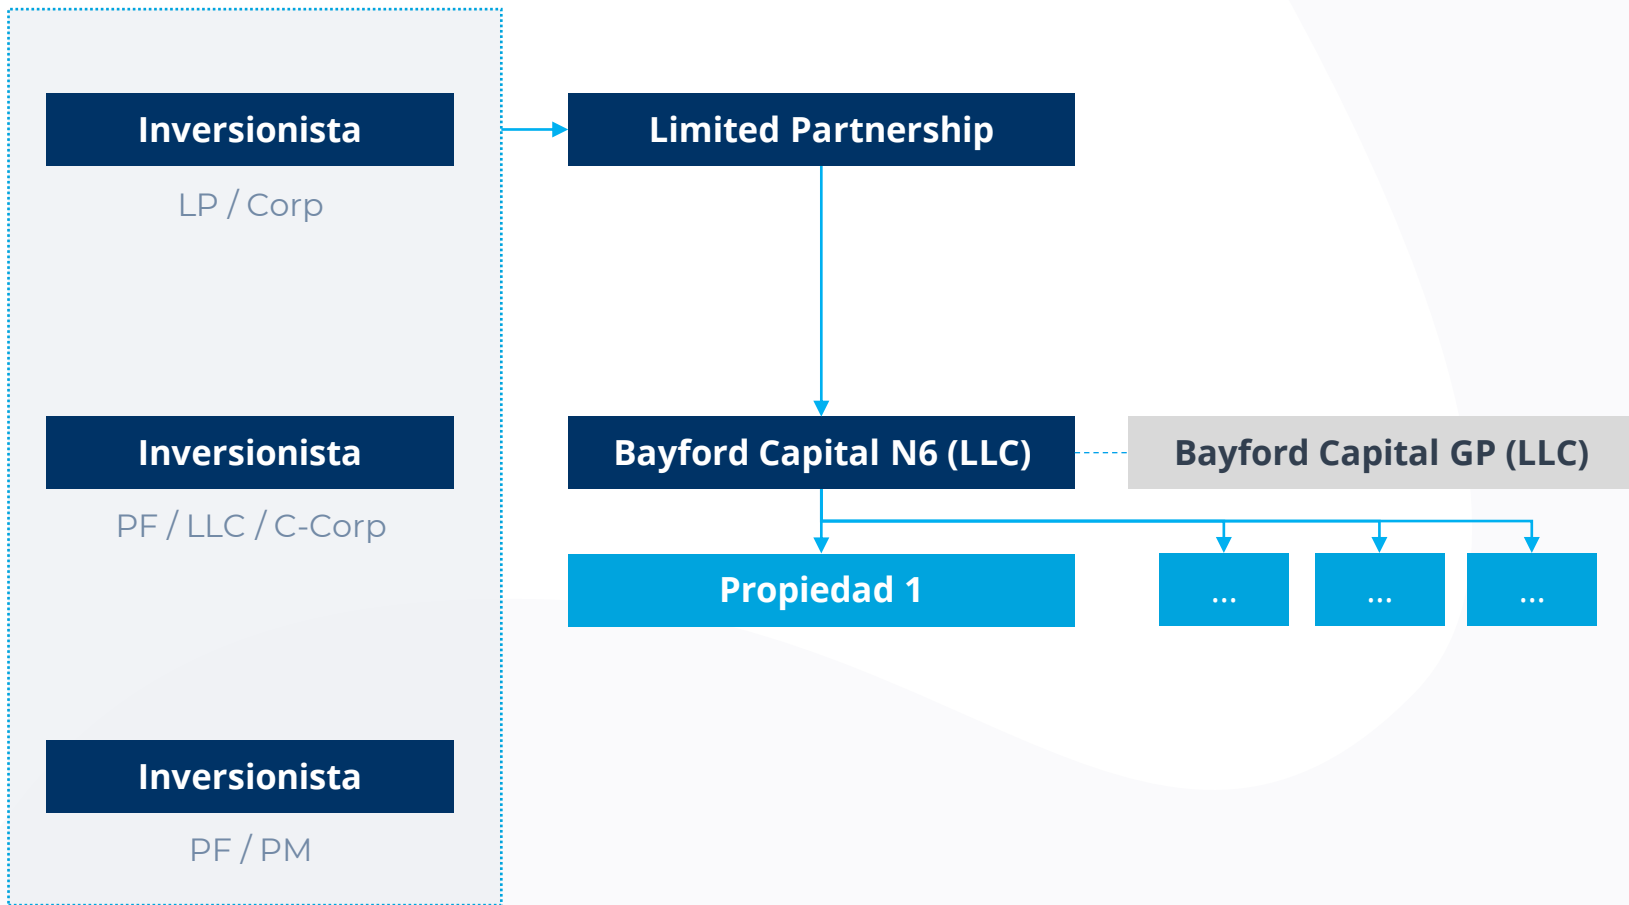 Inversionista
LP / Corp
Limited Partnership
Inversionista
PF / LLC / C-Corp
Bayford Capital N6 (LLC)
Bayford Capital GP (LLC)
Propiedad 1
...
...
...
Inversionista
PF / PM